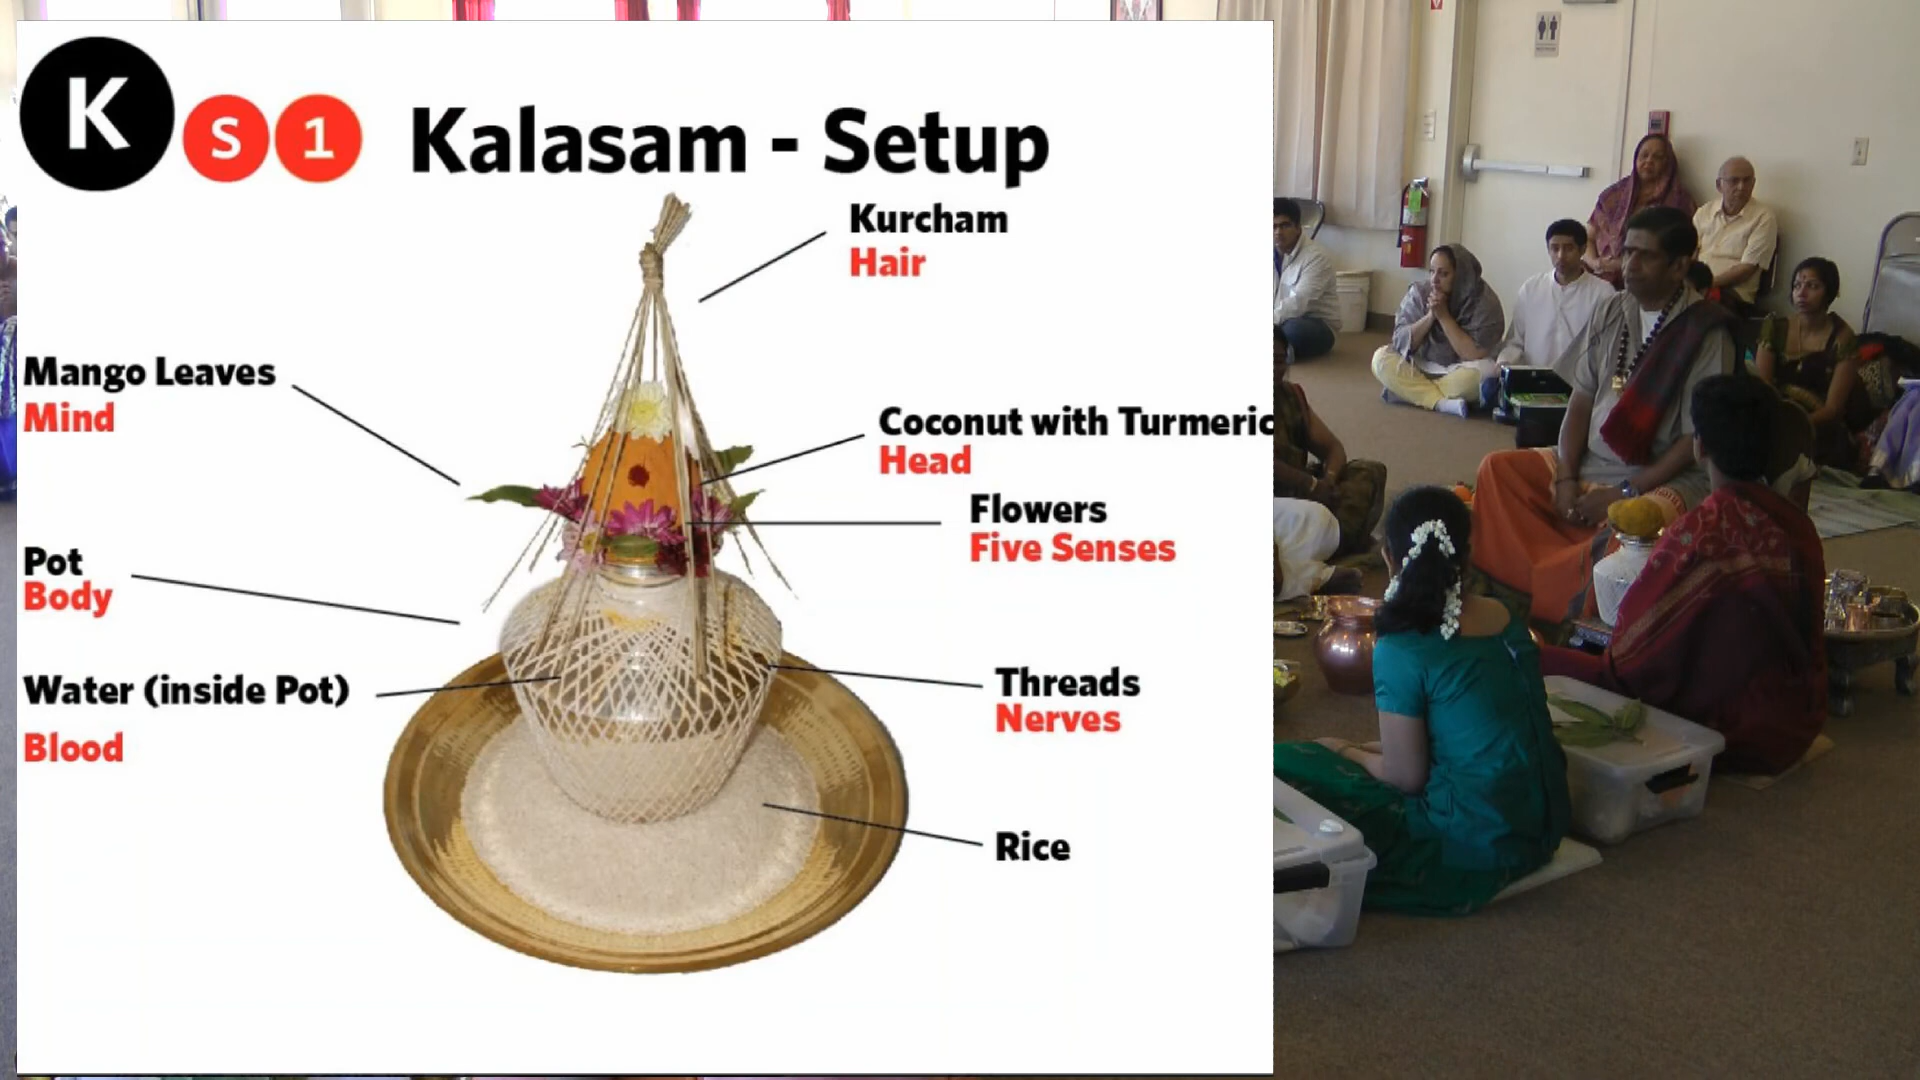 K S 1 Kalasam - Setup
Kurcham
Hair
Mango Leaves
Mind
Coconut with Turmeric
Head
Flowers
Five Senses
Pot
Body
Water (inside Pot)
Blood
Threads
Nerves
Rice